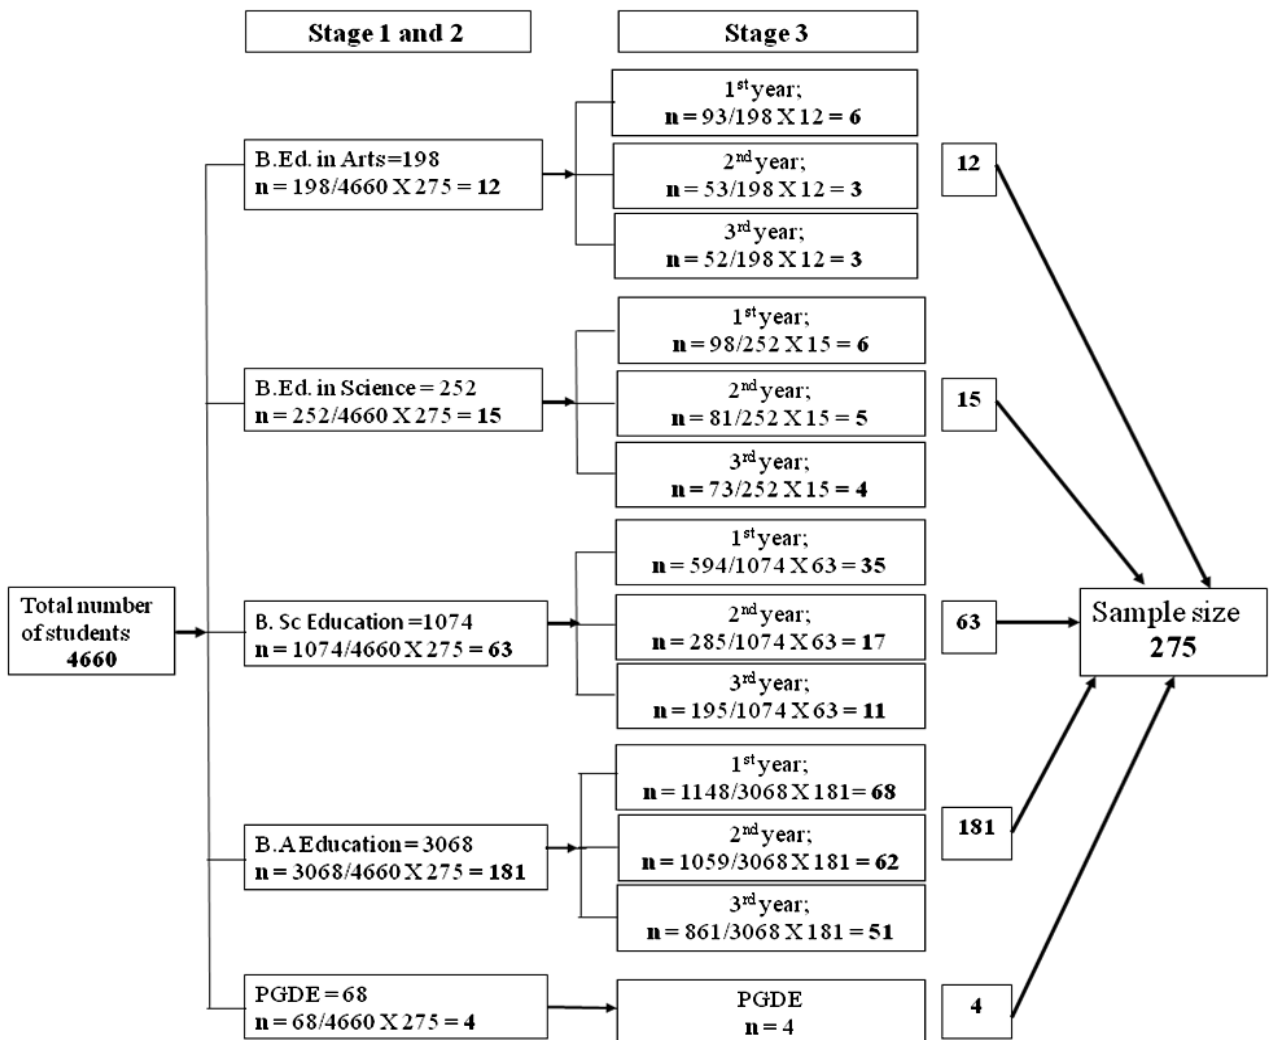 Stage 1 and 2
Stage 3
Total number
of students
4660
B.Ed. in Arts=198
n = 198/4660 X 275 = 12
1st year;
n = 93/198 X 12 = 6
2nd year;
n = 53/198 X 12 = 3
3rd year;
n = 52/198 X 12 = 3
12
B.Ed. in Science = 252
n = 252/4660 X 275 = 15
1st year;
n = 98/252 X 15 = 6
2nd year;
n = 81/252 X 15 = 5
3rd year;
n = 73/252 X 15 = 4
15
B. Sc Education =1074
n = 1074/4660 X 275 = 63
1st year;
n = 594/1074 X 63 = 35
2nd year;
n = 285/1074 X 63 = 17
3rd year;
n = 195/1074 X 63 = 11
63
B.A Education = 3068
n = 3068/4660 X 275 = 181
1st year;
n = 1148/3068 X 181= 68
2nd year;
n = 1059/3068 X 181 = 62
3rd year;
n = 861/3068 X 181 = 51
181
PGDE = 68
n = 68/4660 X 275 = 4
PGDE
n = 4
4
Sample size
275